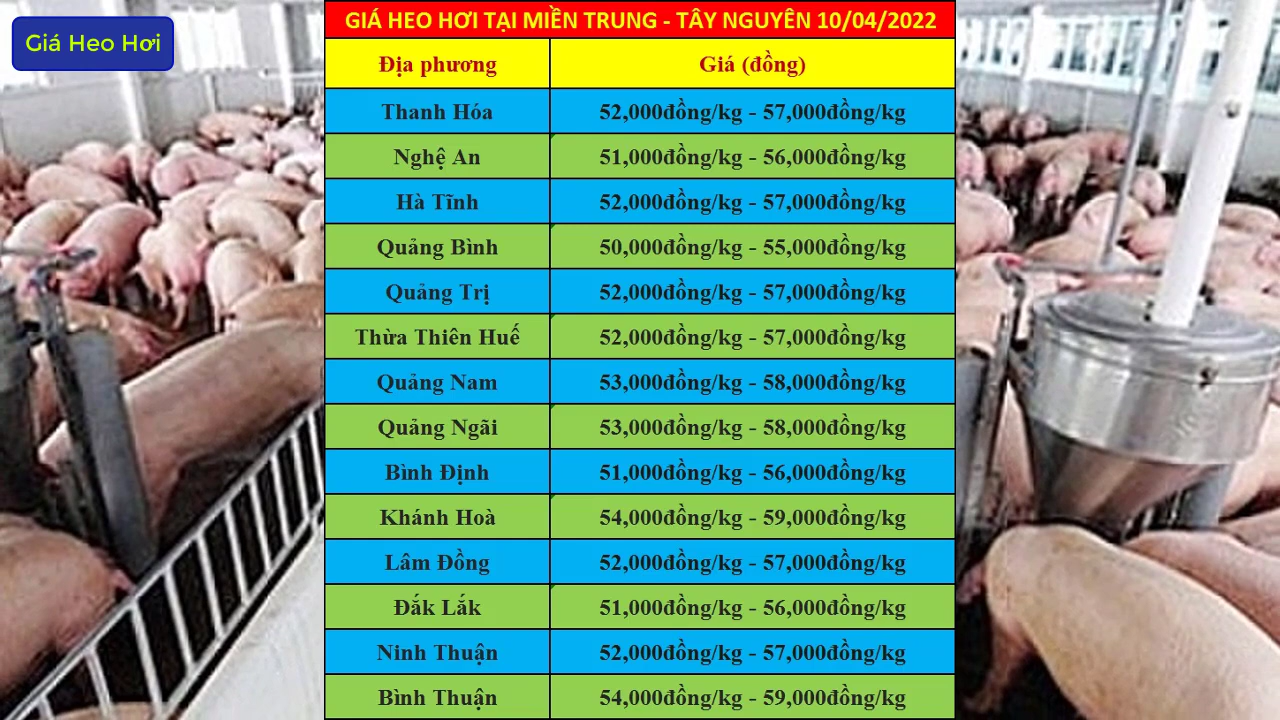 Giá Heo Hơi
GIÁ HEO HƠI TẠI MIỀN TRUNG - TÂY NGUYÊN 10/04/2022
Địa phương Giá (đồng)
Thanh Hóa 52,000đồng/kg - 57,000đồng/kg
Nghệ An 51,000đồng/kg - 56,000đồng/kg
Hà Tĩnh 52,000đồng/kg - 57,000đồng/kg
Quảng Bình 50,000đồng/kg - 55,000đồng/kg
Quảng Trị 52,000đồng/kg - 57,000đồng/kg
Thừa Thiên Huế 52,000đồng/kg - 57,000đồng/kg
Quảng Nam 53,000đồng/kg - 58,000đồng/kg
Quảng Ngãi 53,000đồng/kg - 58,000đồng/kg
Bình Định 51,000đồng/kg - 56,000đồng/kg
Khánh Hoà 54,000đồng/kg - 59,000đồng/kg
Lâm Đồng 52,000đồng/kg - 57,000đồng/kg
Đắk Lắk 51,000đồng/kg - 56,000đồng/kg
Ninh Thuận 52,000đồng/kg - 57,000đồng/kg
Bình Thuận 54,000đồng/kg - 59,000đồng/kg